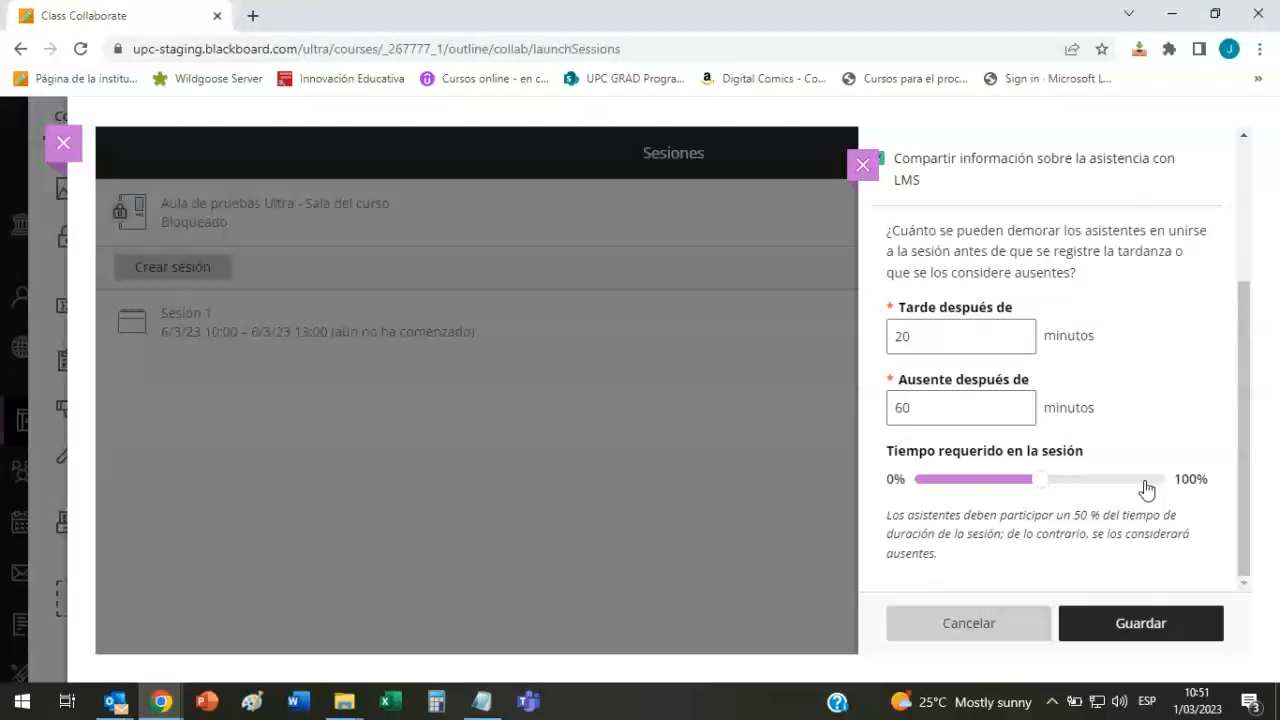 Class Collaborate
upc-staging.blackboard.com/ultra/courses/_267777_1/outline/collab/launchSessions
J
Página de la institu...
Wildgoose Server
Innovación Educativa
Cursos online - en c...
UPC GRAD Progra...
Digital Comics - Co...
Cursos para el proc...
Sign in · Microsoft L...
»
Sesiones
Aula de pruebas Ultra - Sala del curso
Bloqueado
Crear sesión
Sesión 1
6/3/23 10:00 – 6/3/23 13:00 (aún no ha comenzado)
Compartir información sobre la asistencia con
LMS
¿Cuánto se pueden demorar los asistentes en unirse
a la sesión antes de que se registre la tardanza o
que se los considere ausentes?
* Tarde después de
20 minutos
* Ausente después de
60 minutos
Tiempo requerido en la sesión
0% 100%
Los asistentes deben participar un 50 % del tiempo de
duración de la sesión; de lo contrario, se los considerará
ausentes.
Cancelar
Guardar
25°C Mostly sunny
ESP
10:51
1/03/2023
3